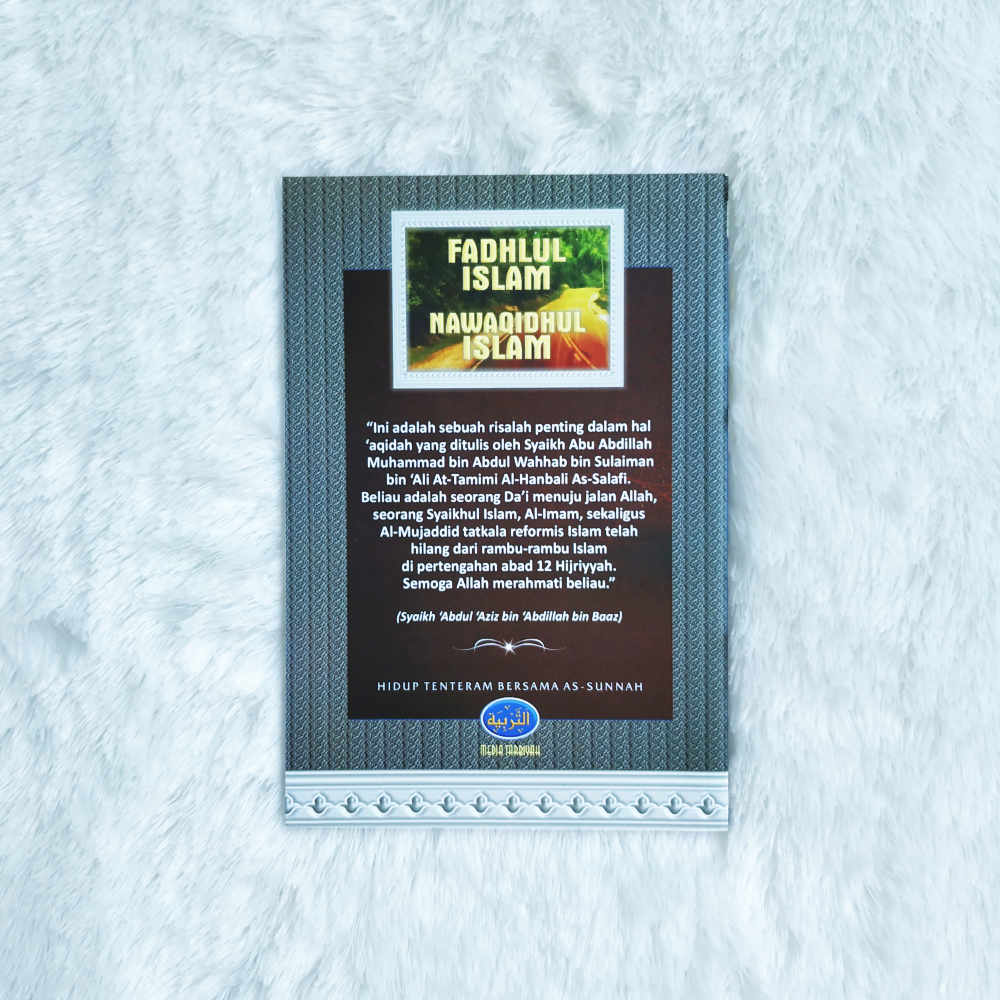 FADHLUL
ISLAM
NAWAQIDHUL
ISLAM
“Ini adalah sebuah risalah penting dalam hal
‘aqidah yang ditulis oleh Syaikh Abu Abdillah
Muhammad bin Abdul Wahhab bin Sulaiman
bin ‘Ali At-Tamimi Al-Hanbali As-Salafi.
Beliau adalah seorang Da’i menuju jalan Allah,
seorang Syaikhul Islam, Al-Imam, sekaligus
Al-Mujaddid tatkala reformis Islam telah
hilang dari rambu-rambu Islam
di pertengahan abad 12 Hijriyyah.
Semoga Allah merahmati beliau.”
(Syaikh ‘Abdul ‘Aziz bin ‘Abdillah bin Baaz)
HIDUP TENTERAM BERSAMA AS-SUNNAH
التَّرْبِيَة
MEDIA TARBIYAH